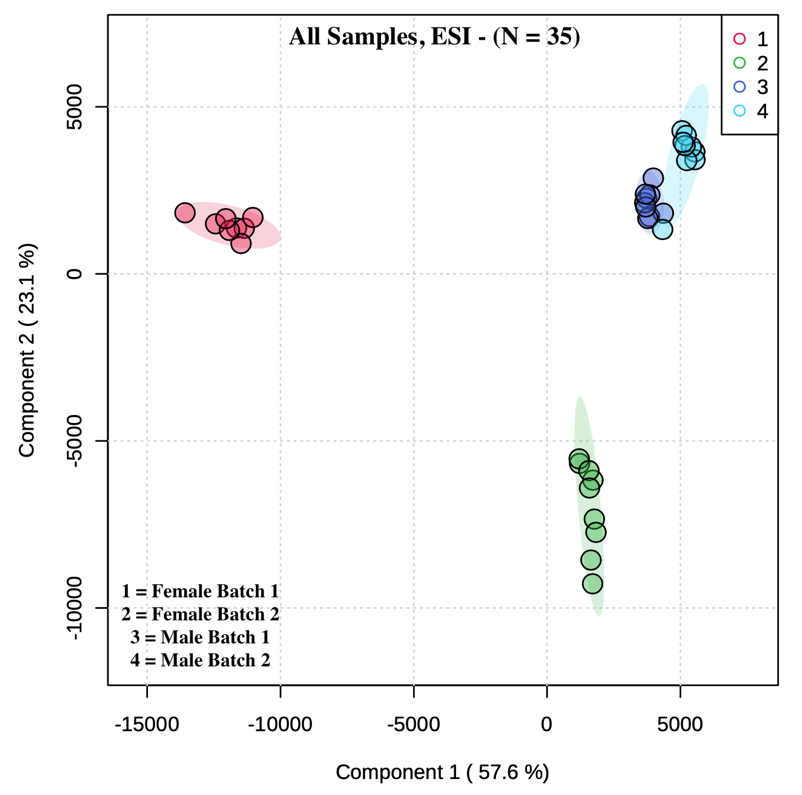 All Samples, ESI - (N = 35)
1
2
3
4
5000
0
-5000
-10000
Component 2 ( 23.1 %)
1 = Female Batch 1
2 = Female Batch 2
3 = Male Batch 1
4 = Male Batch 2
-15000 -10000 -5000 0 5000
Component 1 ( 57.6 %)